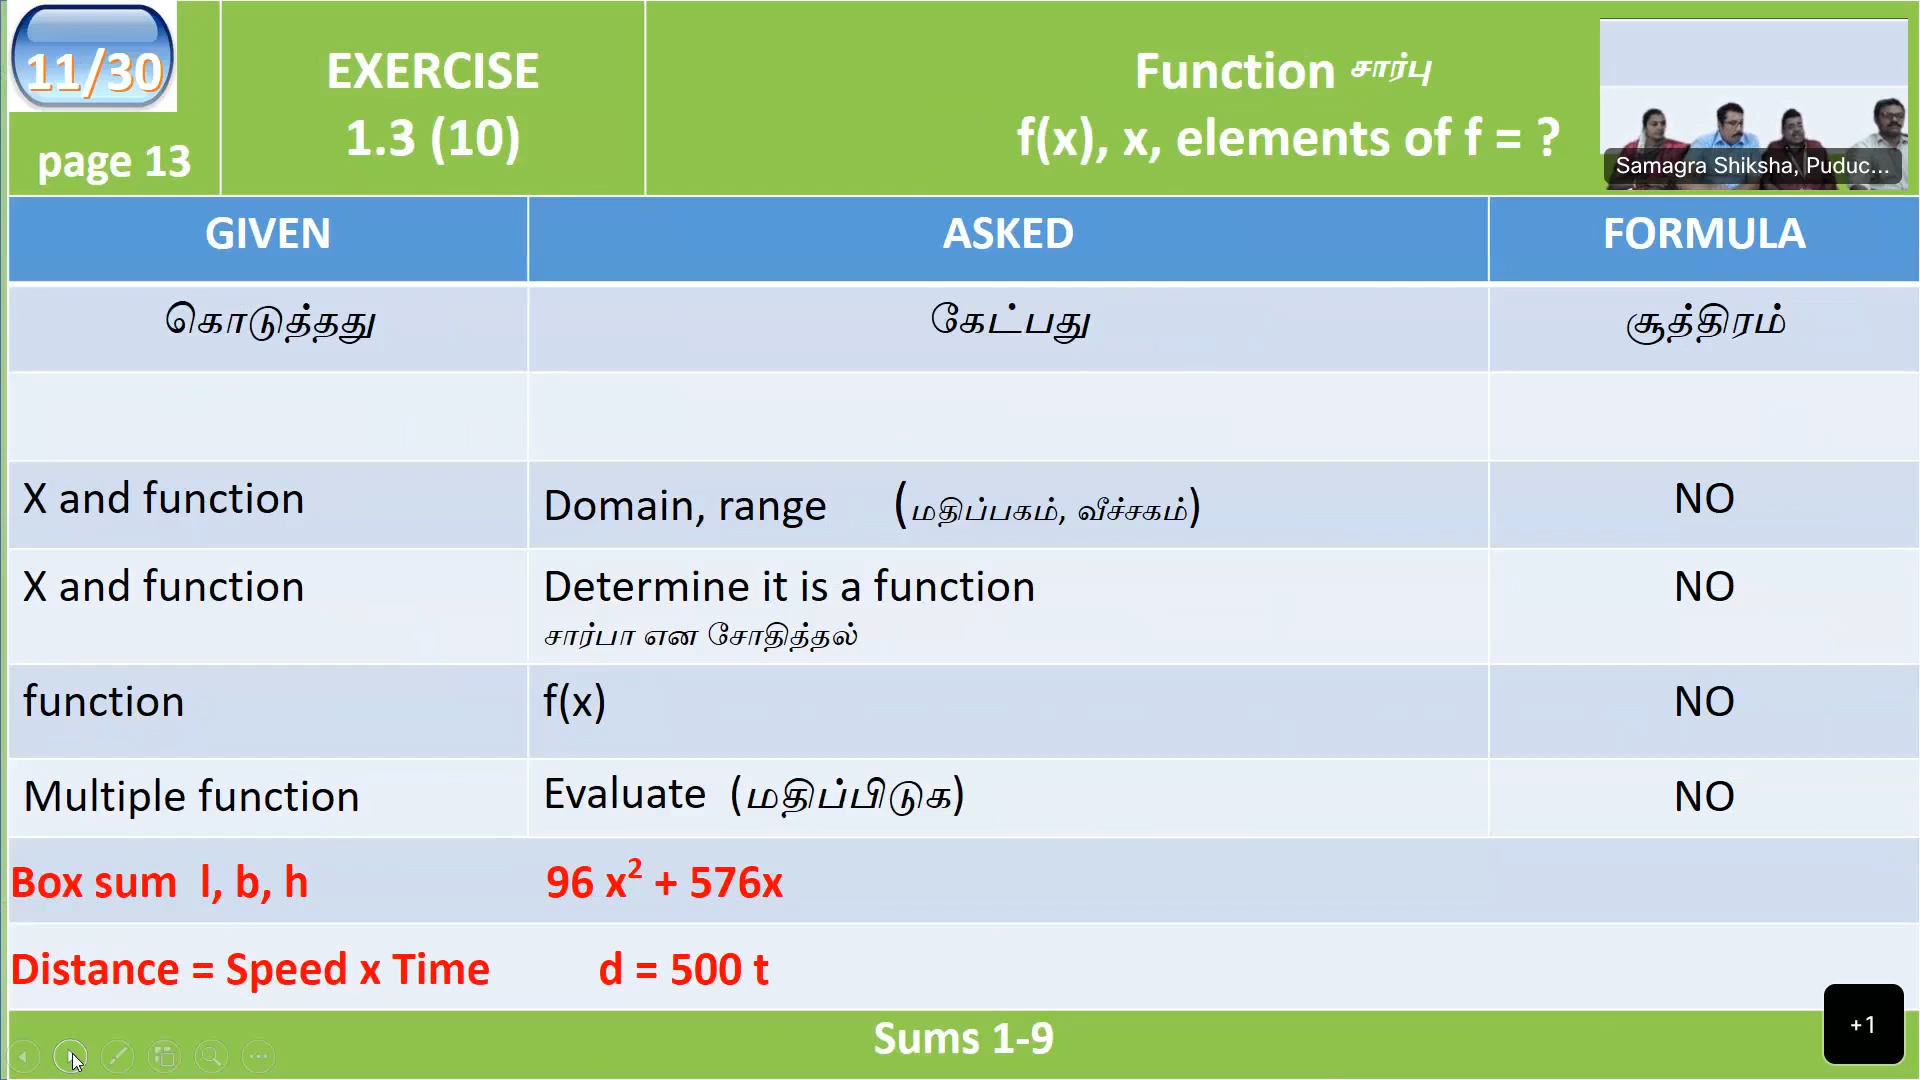 11/30
page 13
EXERCISE
1.3 (10)
Function சார்பு
f(x), x, elements of f = ?
Samagra Shiksha, Puduc...
GIVEN ASKED FORMULA
கொடுத்தது கேட்பது சூத்திரம்
X and function Domain, range (மதிப்பகம், வீச்சகம்) NO
X and function Determine it is a function NO
சார்பா என சோதித்தல்
function f(x) NO
Multiple function Evaluate (மதிப்பிடுக) NO
Box sum l, b, h 96 x² + 576x
Distance = Speed x Time d = 500 t
Sums 1-9
+1